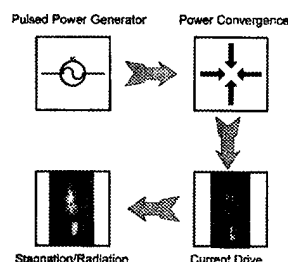 Pulsed Power Generator
Power Convergence
Stagnation/Radiation
Current Drive